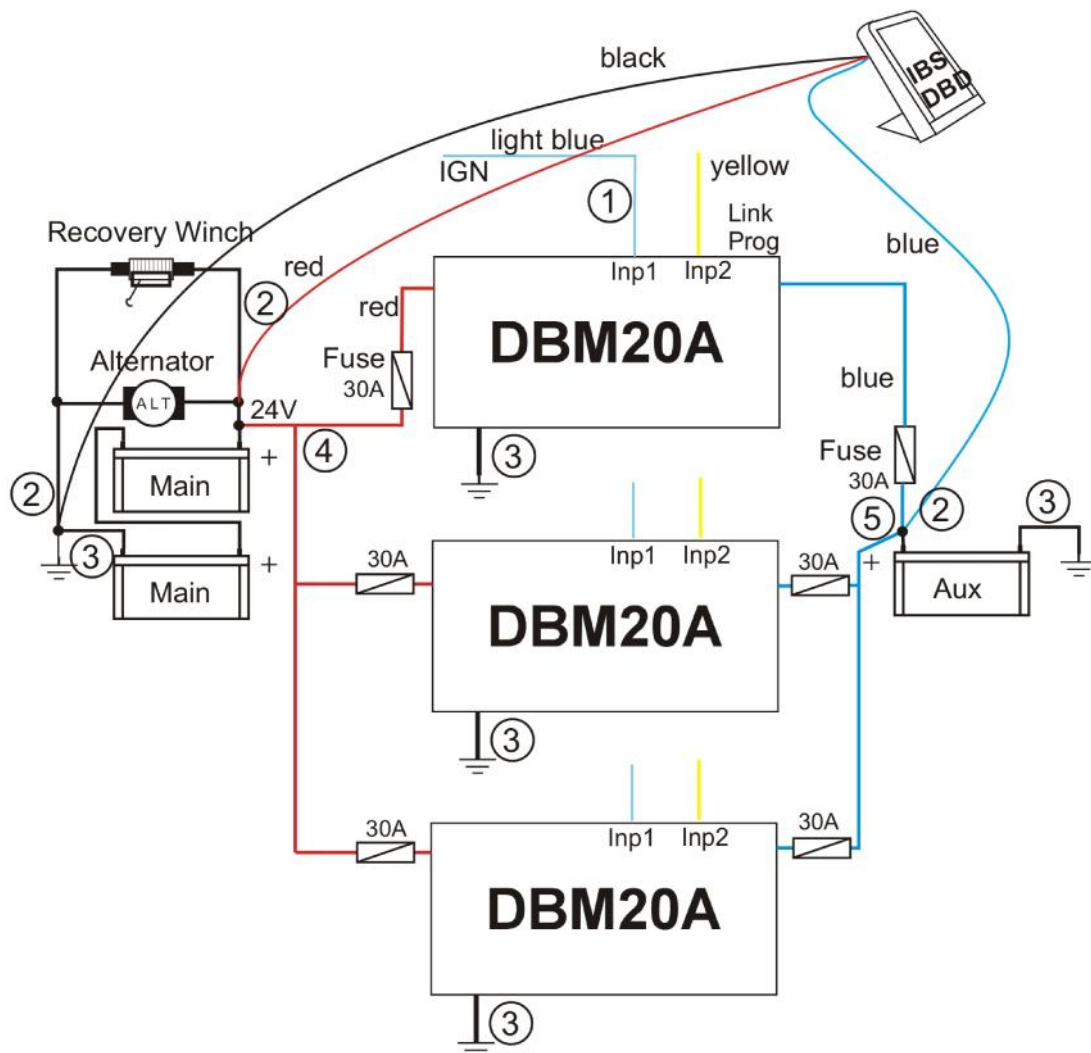 black
IBS
DBD
light blue
IGN
yellow
1
Link
Prog
Recovery Winch
red
blue
2
Inp1 Inp2
red
DBM20A
Fuse
30A
Alternator
ALT
24V
blue
4
3
Fuse
30A
+
Main
2
5
2
3
3
+
Main
30A
Inp1 Inp2
DBM20A
30A
+
Aux
3
30A
Inp1 Inp2
DBM20A
30A
3